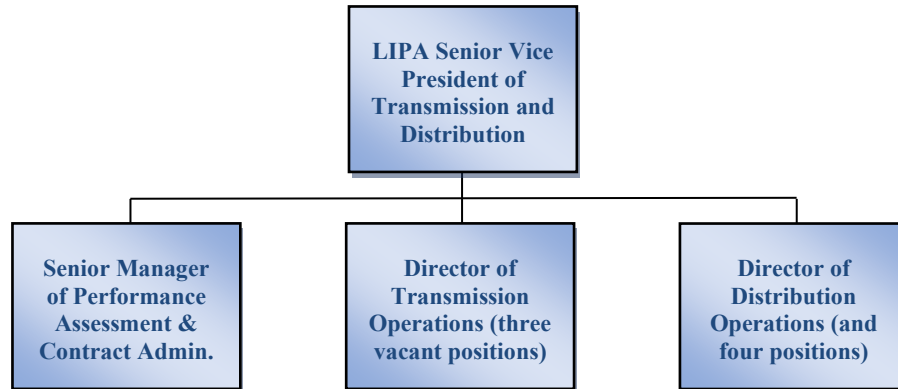 LIPA Senior Vice
President of
Transmission and
Distribution
Senior Manager
of Performance
Assessment &
Contract Admin.
Director of
Transmission
Operations (three
vacant positions)
Director of
Distribution
Operations (and
four positions)